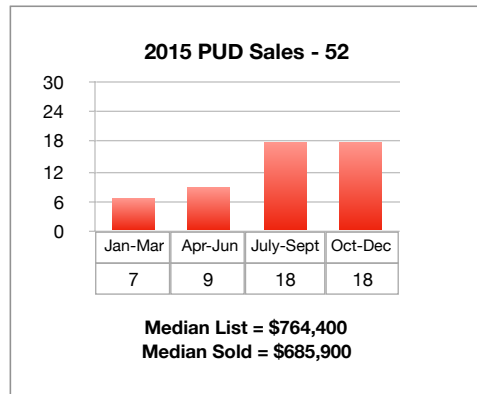 2015 PUD Sales - 52
30
24
18
12
6
0
Jan-Mar Apr-Jun July-Sept Oct-Dec
7 9 18 18
Median List = $764,400
Median Sold = $685,900